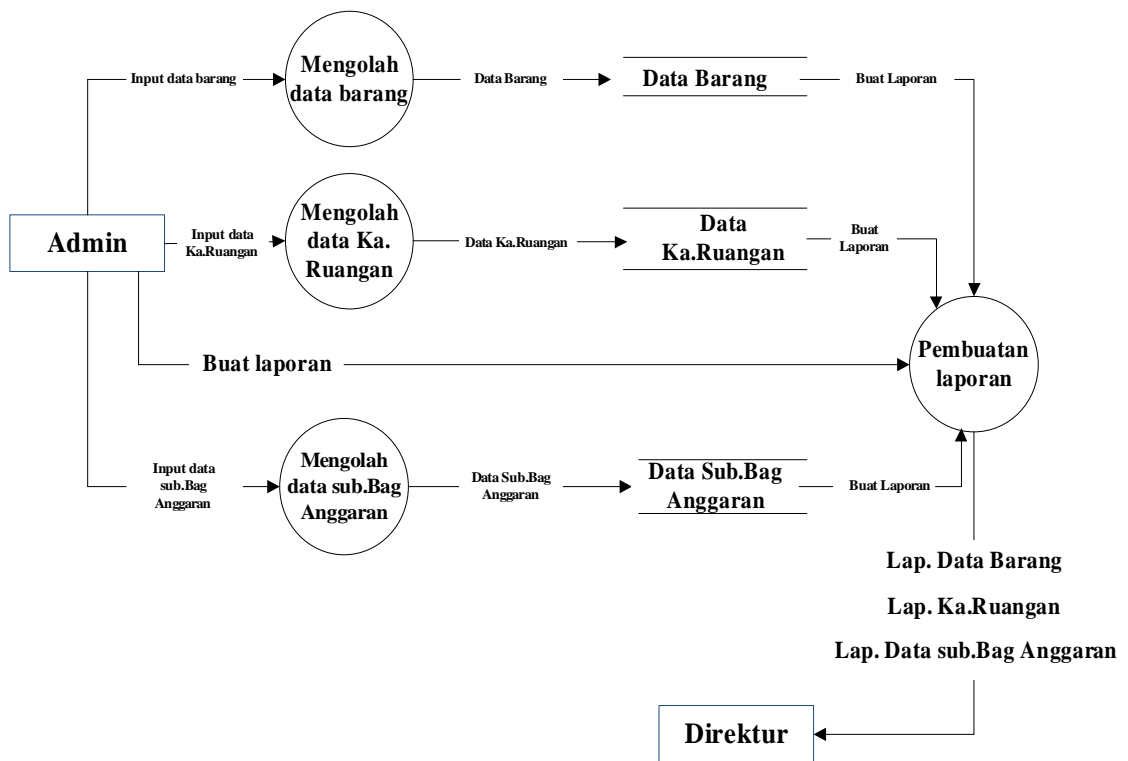 Input data barang
Mengolah
data barang
Data Barang
Data Barang
Buat Laporan
Admin
Input data
Ka.Ruangan
Mengolah
data Ka.
Ruangan
Data Ka.Ruangan
Data
Ka.Ruangan
Buat
Laporan
Buat laporan
Pembuatan
laporan
Input data
sub.Bag
Anggaran
Mengolah
data sub.Bag
Anggaran
Data Sub.Bag
Anggaran
Data Sub.Bag
Anggaran
Buat Laporan
Lap. Data Barang
Lap. Ka.Ruangan
Lap. Data sub.Bag Anggaran
Direktur